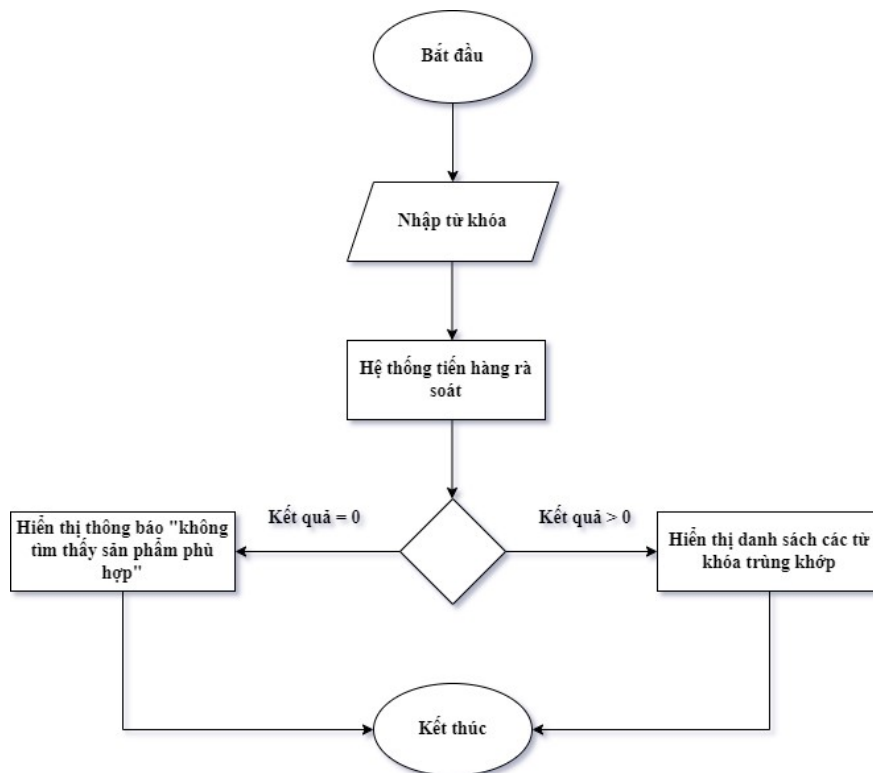 Bắt đầu
Nhập từ khóa
Hệ thống tiến hàng rà
soát
Kết quả = 0
Kết quả > 0
Hiển thị thông báo "không
tìm thấy sản phẩm phù
hợp"
Hiển thị danh sách các từ
khóa trùng khớp
Kết thúc